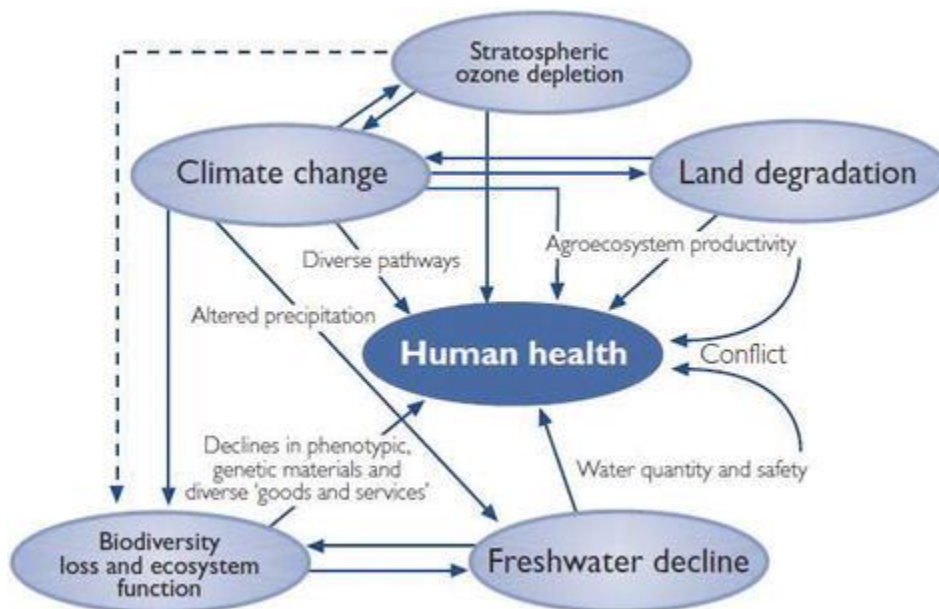 Stratospheric
ozone depletion
Climate change
Land degradation
Diverse pathways
Agroecosystem productivity
Altered precipitation
Human health
Conflict
Declines in phenotypic,
genetic materials and
diverse ‘goods and services’
Water quantity and safety
Biodiversity
loss and ecosystem
function
Freshwater decline